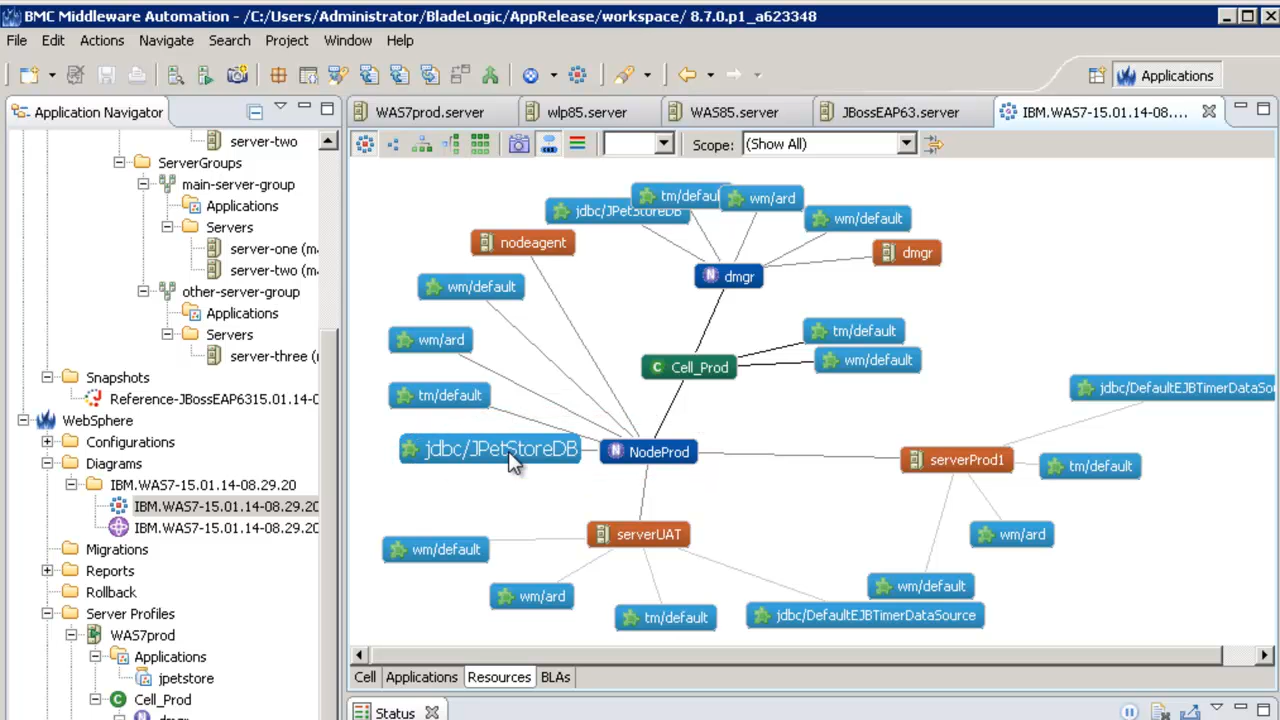 BMC Middleware Automation - /C:/Users/Administrator/BladeLogic/AppRelease/workspace/ 8.7.0.p1_a623348
File Edit Actions Navigate Search Project Window Help
Applications
Application Navigator
WAS7prod.server
wlp85.server
WAS85.server
JBossEAP63.server
IBM.WAS7-15.01.14-08....
Scope: (Show All)
server-two
ServerGroups
main-server-group
Applications
Servers
server-one (m
server-two (m
other-server-group
Applications
Servers
server-three (
Snapshots
Reference-JBossEAP6315.01.14-0
WebSphere
Configurations
Diagrams
IBM.WAS7-15.01.14-08.29.20
IBM.WAS7-15.01.14-08.29.20
IBM.WAS7-15.01.14-08.29.20
Migrations
Reports
Rollback
Server Profiles
WAS7prod
Applications
jpetstore
Cell_Prod
dmgr
tm/defau
wm/ard
jdbc/JPetStoreDB
wm/default
nodeagent
dmgr
dmgr
wm/default
wm/ard
tm/default
wm/default
Cell_Prod
tm/default
jdbc/DefaultEJBTimerDataSo
jdbc/JPetStoreDB
NodeProd
serverProd1
tm/default
serverUAT
wm/ard
wm/default
wm/ard
tm/default
wm/default
jdbc/DefaultEJBTimerDataSource
Cell Applications Resources BLAs
Status